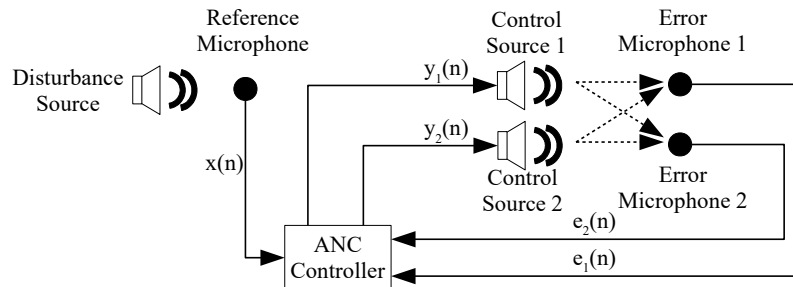 Reference
Microphone
Disturbance
Source
Control
Source 1
Error
Microphone 1
y₁(n)
y₂(n)
x(n)
Control
Source 2
Error
Microphone 2
ANC
Controller
e₂(n)
e₁(n)